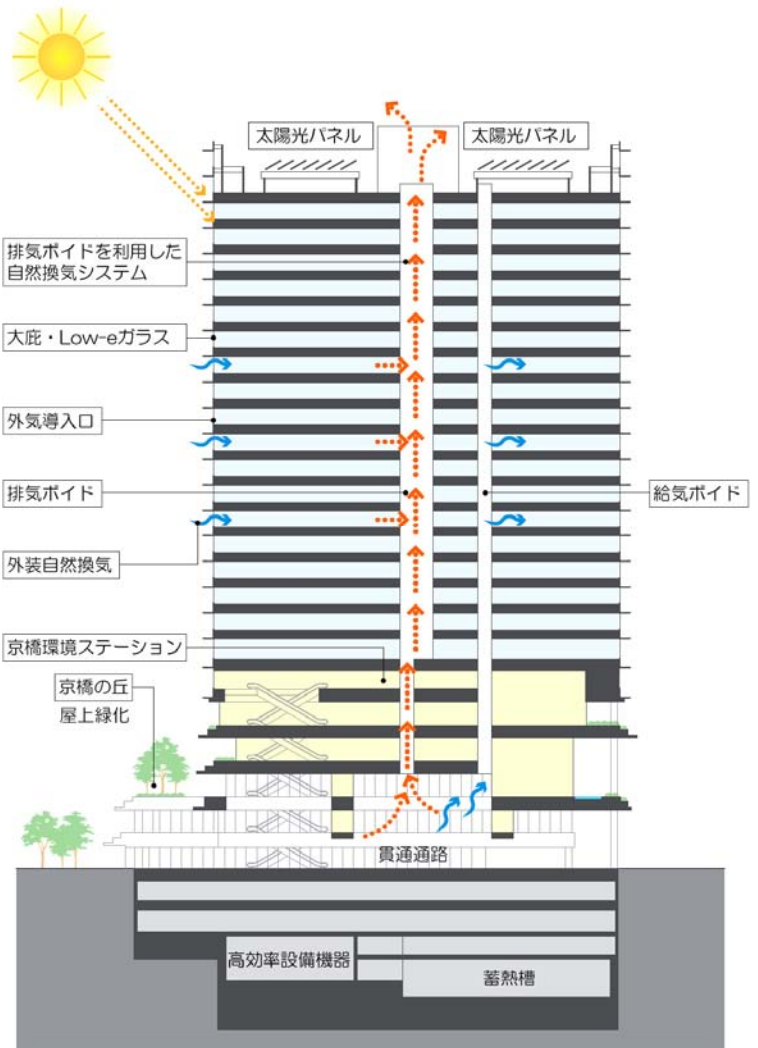 太陽光パネル
太陽光パネル
排気ボイドを利用した
自然換気システム
大庇・Low-eガラス
外気導入口
排気ボイド
給気ボイド
外装自然換気
京橋環境ステーション
京橋の丘
屋上緑化
貫通通路
高効率設備機器
蓄熱槽